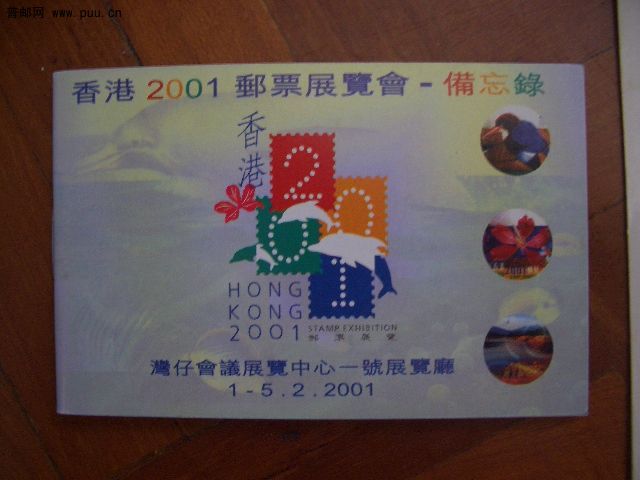 普邮网 www.puu.cn
香港 2001 郵票展覽會 - 備忘錄
香港
2001
HONG
KONG
2001 STAMP EXHIBITION
郵票展覽
灣仔會議展覽中心一號展覽廳
1 - 5 . 2 . 2001